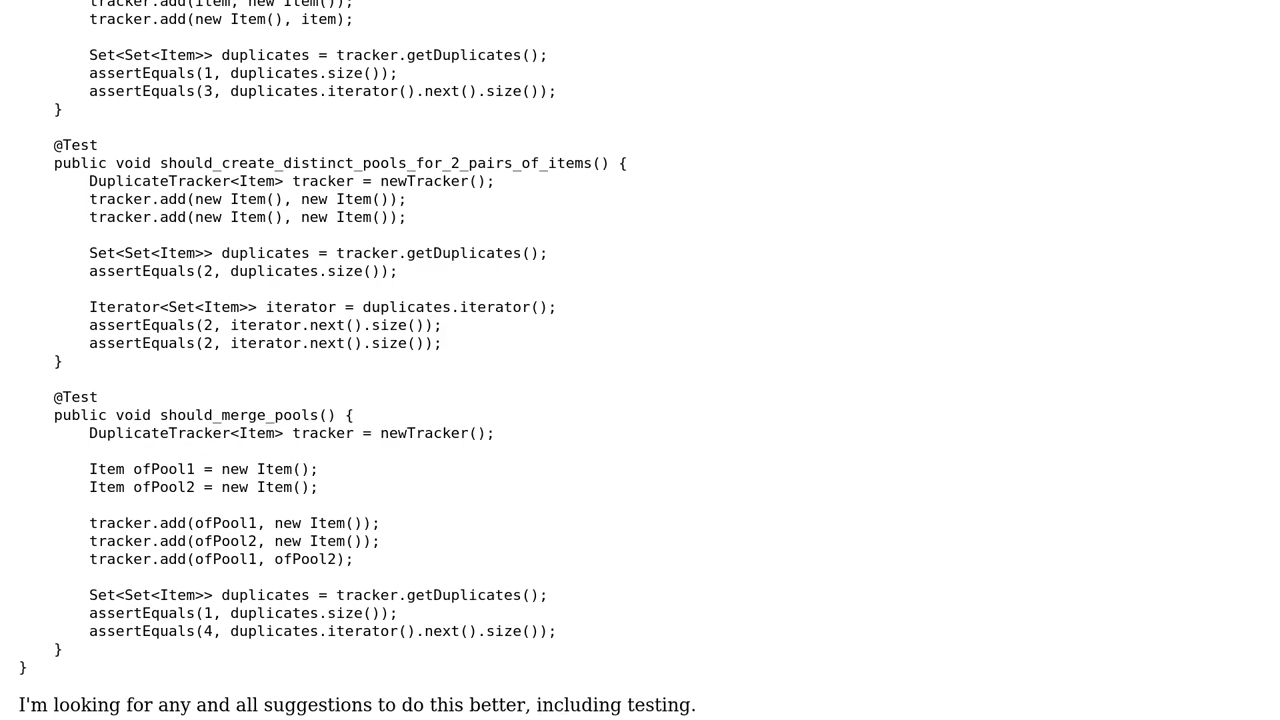 tracker.add(item, new Item());
tracker.add(new Item(), item);
Set<Set<Item>> duplicates = tracker.getDuplicates();
assertEquals(1, duplicates.size());
assertEquals(3, duplicates.iterator().next().size());
}
@Test
public void should_create_distinct_pools_for_2_pairs_of_items() {
DuplicateTracker<Item> tracker = newTracker();
tracker.add(new Item(), new Item());
tracker.add(new Item(), new Item());
Set<Set<Item>> duplicates = tracker.getDuplicates();
assertEquals(2, duplicates.size());
Iterator<Set<Item>> iterator = duplicates.iterator();
assertEquals(2, iterator.next().size());
assertEquals(2, iterator.next().size());
}
@Test
public void should_merge_pools() {
DuplicateTracker<Item> tracker = newTracker();
Item ofPool1 = new Item();
Item ofPool2 = new Item();
tracker.add(ofPool1, new Item());
tracker.add(ofPool2, new Item());
tracker.add(ofPool1, ofPool2);
Set<Set<Item>> duplicates = tracker.getDuplicates();
assertEquals(1, duplicates.size());
assertEquals(4, duplicates.iterator().next().size());
}
}
I'm looking for any and all suggestions to do this better, including testing.